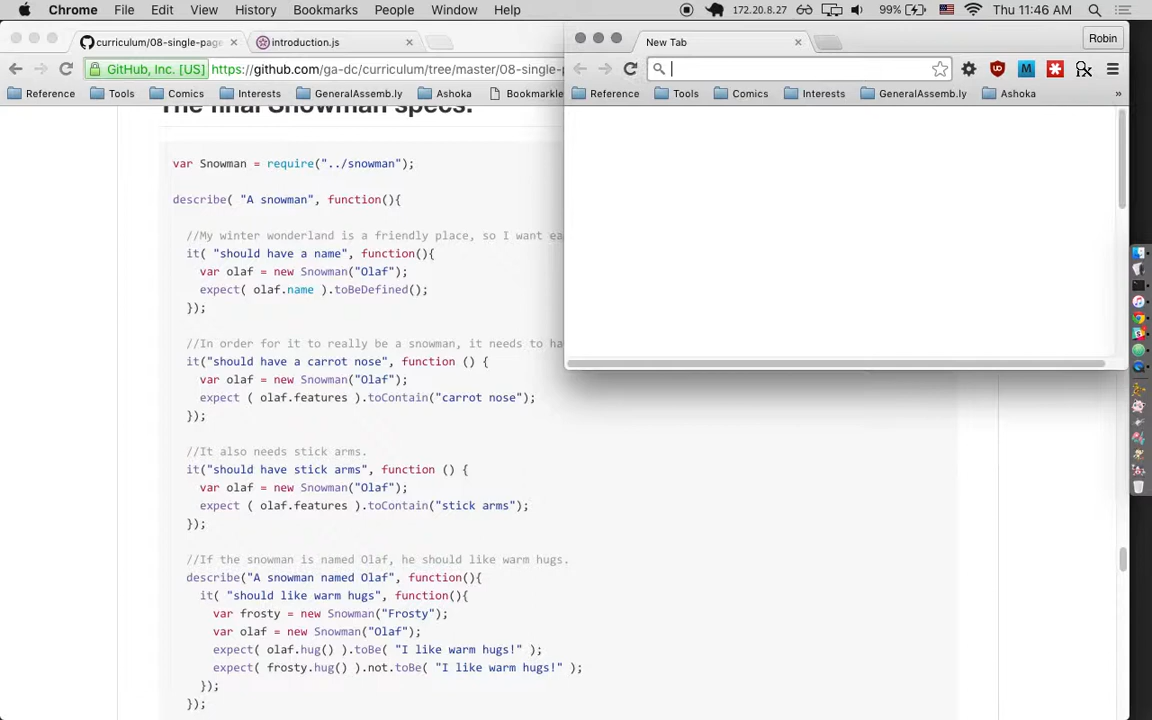 Chrome File Edit View History Bookmarks People Window Help 172.20.8.27 99% Thu 11:46 AM
curriculum/08-single-page introduction.js
GitHub, Inc. [US] https://github.com/ga-dc/curriculum/tree/master/08-single-p
Reference Tools Comics Interests GeneralAssemb.ly Ashoka Bookmarkle
New Tab Robin
Reference Tools Comics Interests GeneralAssemb.ly Ashoka »
The final Snowman specs:
var Snowman = require("../snowman");
describe( "A snowman", function(){
//My winter wonderland is a friendly place, so I want ea
it( "should have a name", function(){
var olaf = new Snowman("Olaf");
expect( olaf.name ).toBeDefined();
});
//In order for it to really be a snowman, it needs to ha
it("should have a carrot nose", function () {
var olaf = new Snowman("Olaf");
expect ( olaf.features ).toContain("carrot nose");
});
//It also needs stick arms.
it("should have stick arms", function () {
var olaf = new Snowman("Olaf");
expect ( olaf.features ).toContain("stick arms");
});
//If the snowman is named Olaf, he should like warm hugs.
describe("A snowman named Olaf", function(){
it( "should like warm hugs", function(){
var frosty = new Snowman("Frosty");
var olaf = new Snowman("Olaf");
expect( olaf.hug() ).toBe( "I like warm hugs!" );
expect( frosty.hug() ).not.toBe( "I like warm hugs!" );
});
});